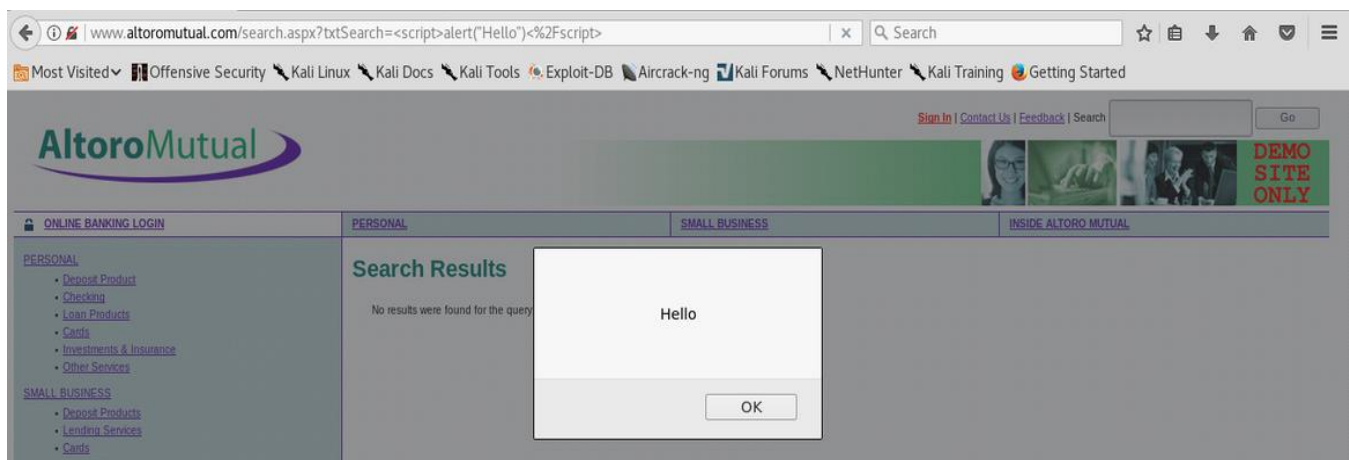 www.altoromutual.com/search.aspx?txtSearch=<script>alert("Hello")<%2Fscript>
Search
Most Visited Offensive Security Kali Linux Kali Docs Kali Tools Exploit-DB Aircrack-ng Kali Forums NetHunter Kali Training Getting Started
Sign In | Contact Us | Feedback | Search Go
AltoroMutual
DEMO
SITE
ONLY
ONLINE BANKING LOGIN PERSONAL SMALL BUSINESS INSIDE ALTORO MUTUAL
PERSONAL
• Deposit Product
• Checking
• Loan Products
• Cards
• Investments & Insurance
• Other Services
SMALL BUSINESS
• Deposit Products
• Lending Services
• Cards
Search Results
No results were found for the query
Hello
OK